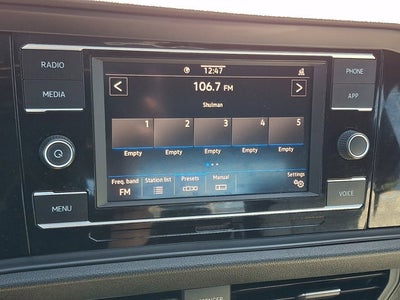 RADIO
MEDIA
MENU
12:47
106.7 FM
Shulman
1 2 3 4 5
Empty Empty Empty Empty Empty
Freq. band Station list Presets Manual Settings
FM
PHONE
APP
VOICE